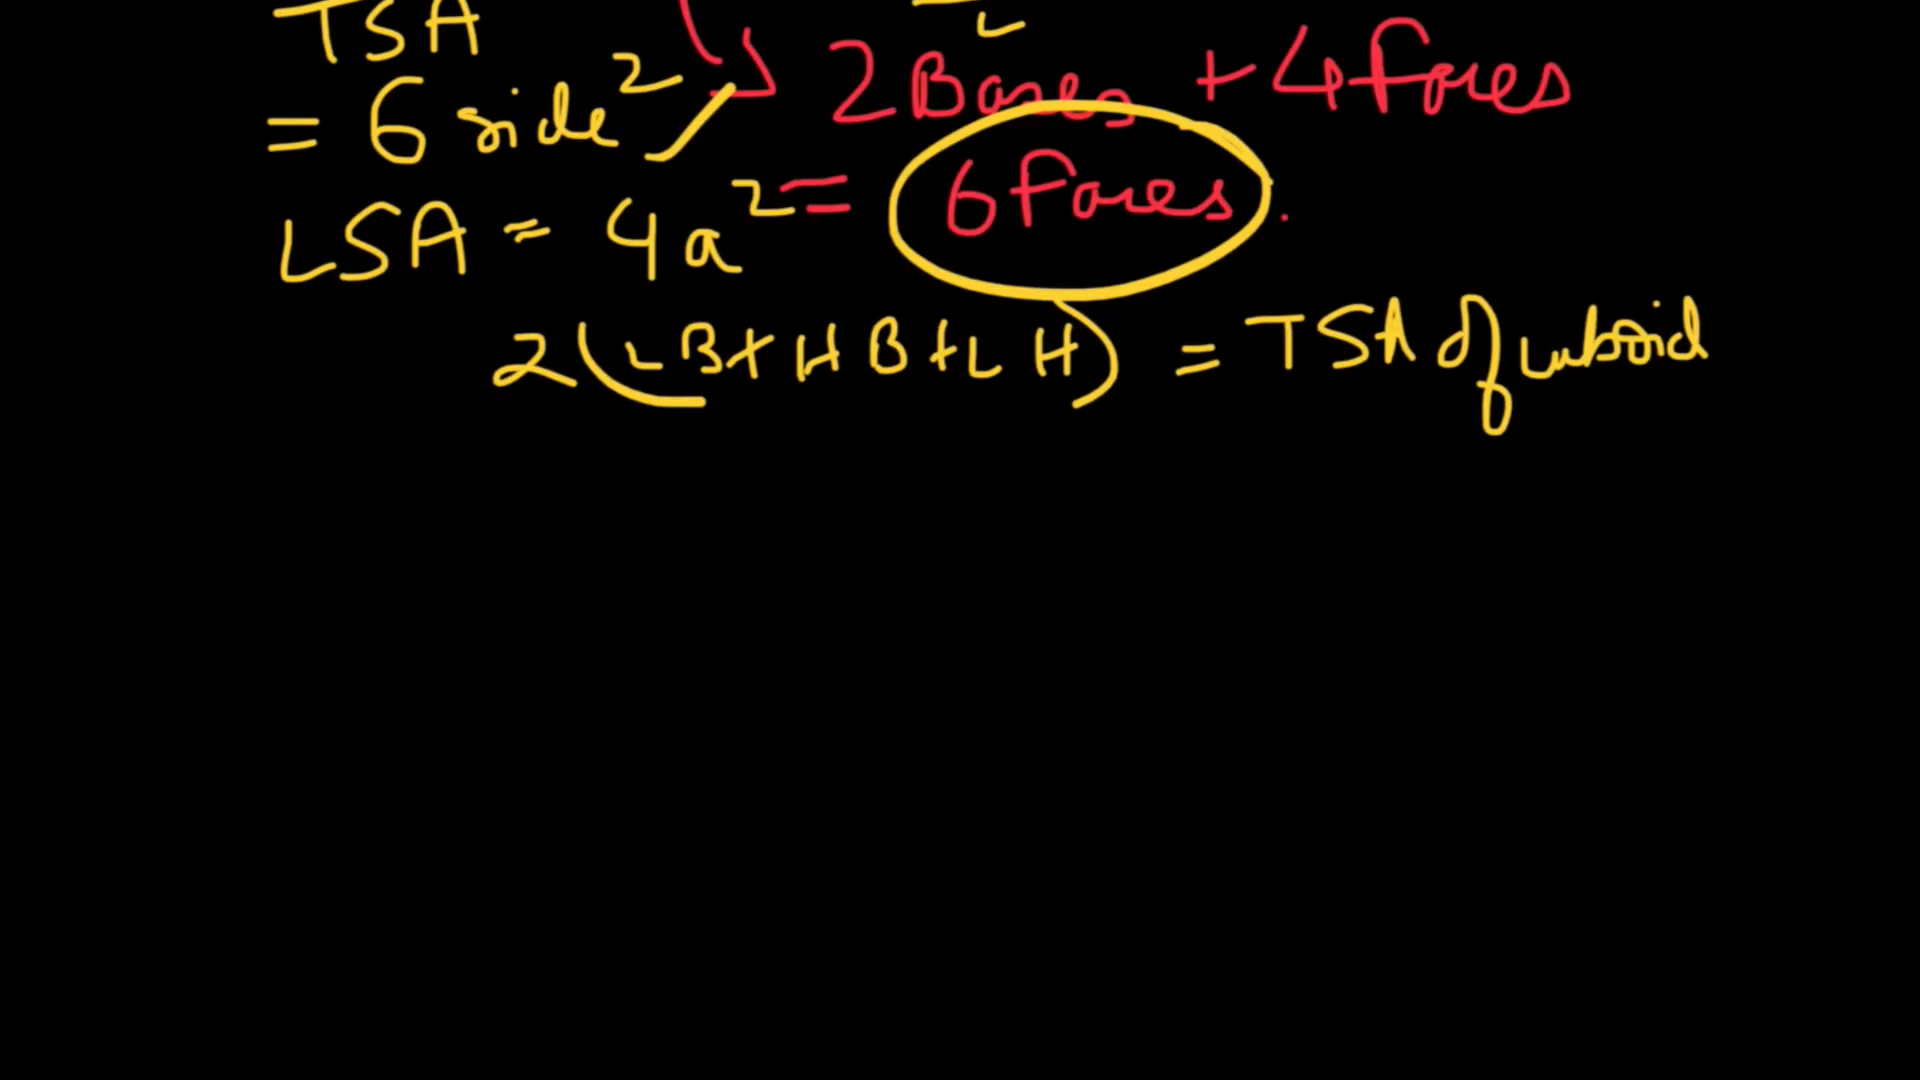 TSA
= 6 side²
2 Bases + 4 faces
= 6 faces.
LSA = 4a²
2(LB + HB + LH) = TSA of cuboid